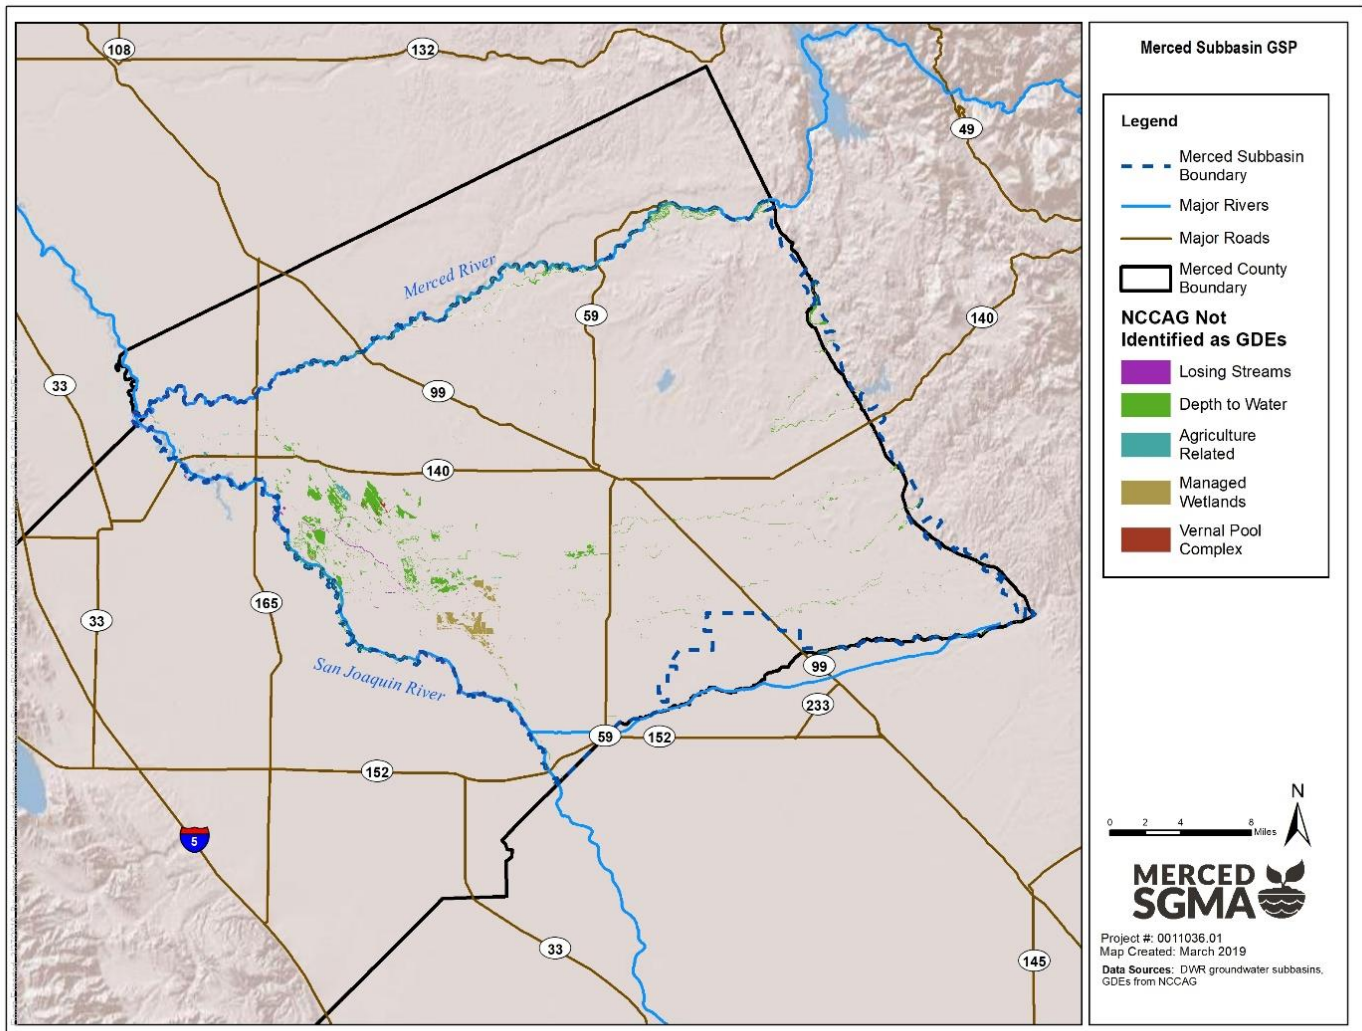 108
132
49
Merced River
59
140
33
99
140
165
33
San Joaquin River
99
233
59
152
152
5
33
145
Merced Subbasin GSP
Legend
Merced Subbasin
Boundary
Major Rivers
Major Roads
Merced County
Boundary
NCCAG Not
Identified as GDEs
Losing Streams
Depth to Water
Agriculture
Related
Managed
Wetlands
Vernal Pool
Complex
N
0 2 4 8 Miles
MERCED
SGMA
Project #: 0011036.01
Map Created: March 2019
Data Sources: DWR groundwater subbasins,
GDEs from NCCAG